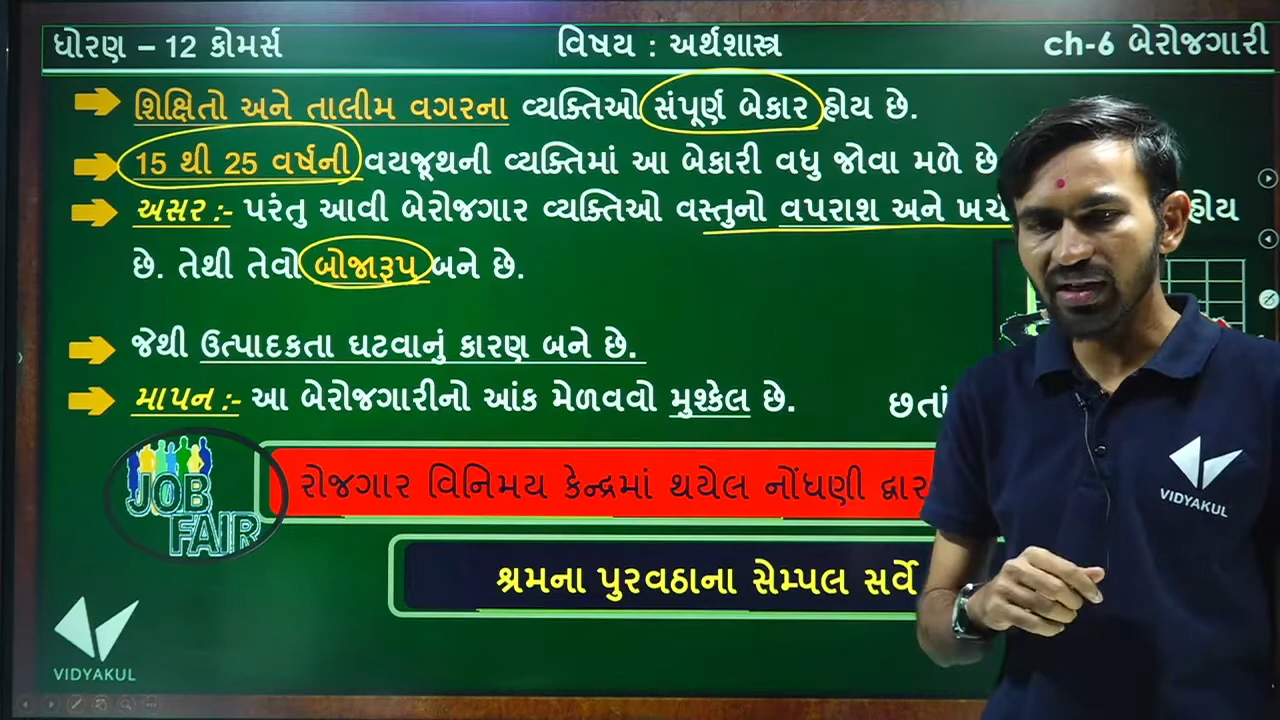 ધોરણ – 12 કોમર્સ વિષય : અર્થશાસ્ત્ર ch-6 બેરોજગારી
શિક્ષિતો અને તાલીમ વગરના વ્યક્તિઓ સંપૂર્ણ બેકાર હોય છે.
15 થી 25 વર્ષની વયજૂથની વ્યક્તિમાં આ બેકારી વધુ જોવા મળે છે
અસર :- પરંતુ આવી બેરોજગાર વ્યક્તિઓ વસ્તુનો વપરાશ અને હોય
છે. તેથી તેવો બોજારૂપ બને છે.
જેથી ઉત્પાદકતા ઘટવાનું કારણ બને છે.
માપન :- આ બેરોજગારીનો આંક મેળવવો મુશ્કેલ છે. છતાં
JOB
FAIR
રોજગાર વિનિમય કેન્દ્રમાં થયેલ નોંધણી
શ્રમના પુરવઠાના સેમ્પલ સર્વે
VIDYAKUL
VIDYAKUL